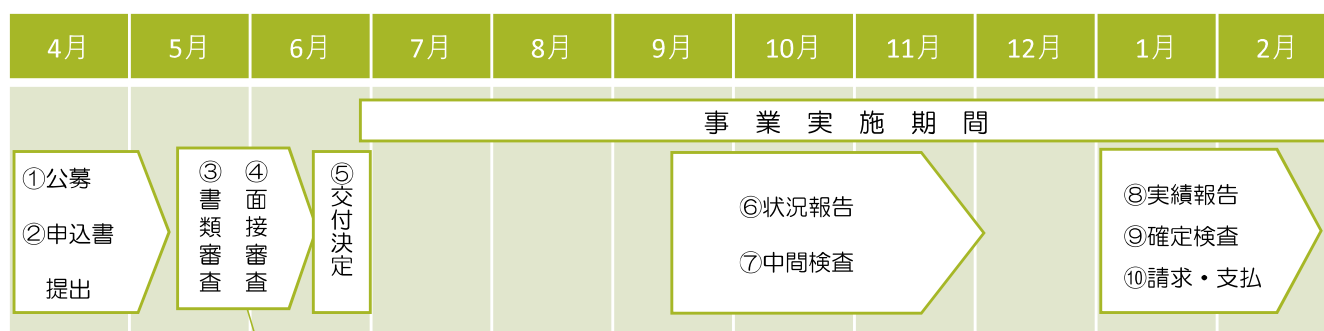 4月 5月 6月 7月 8月 9月 10月 11月 12月 1月 2月
事業実施期間
①公募
②申込書
提出
③書類審査
④面接審査
⑤交付決定
⑥状況報告
⑦中間検査
⑧実績報告
⑨確定検査
⑩請求・支払